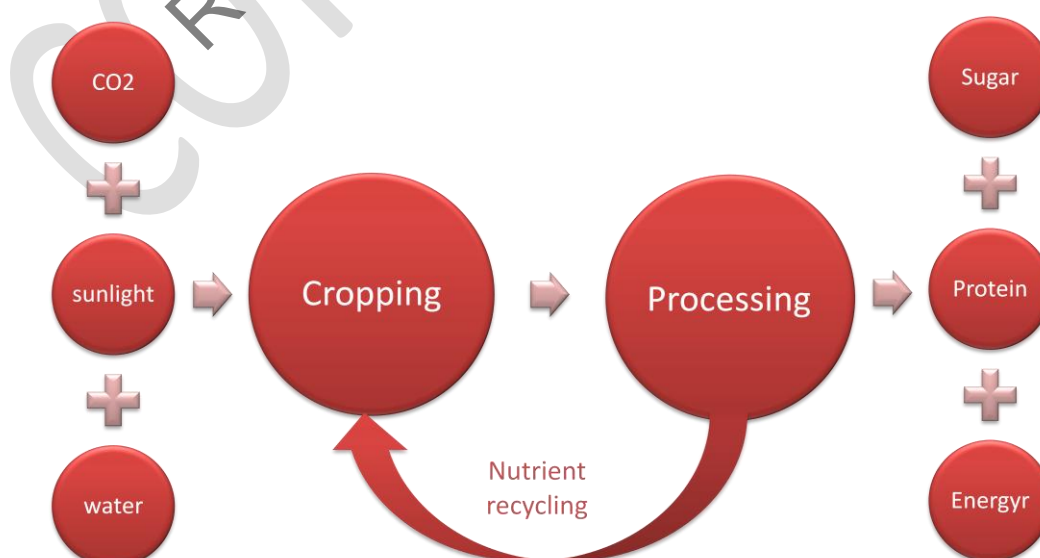 CO2
sunlight
water
Cropping
Processing
Nutrient
recycling
Sugar
Protein
Energyr